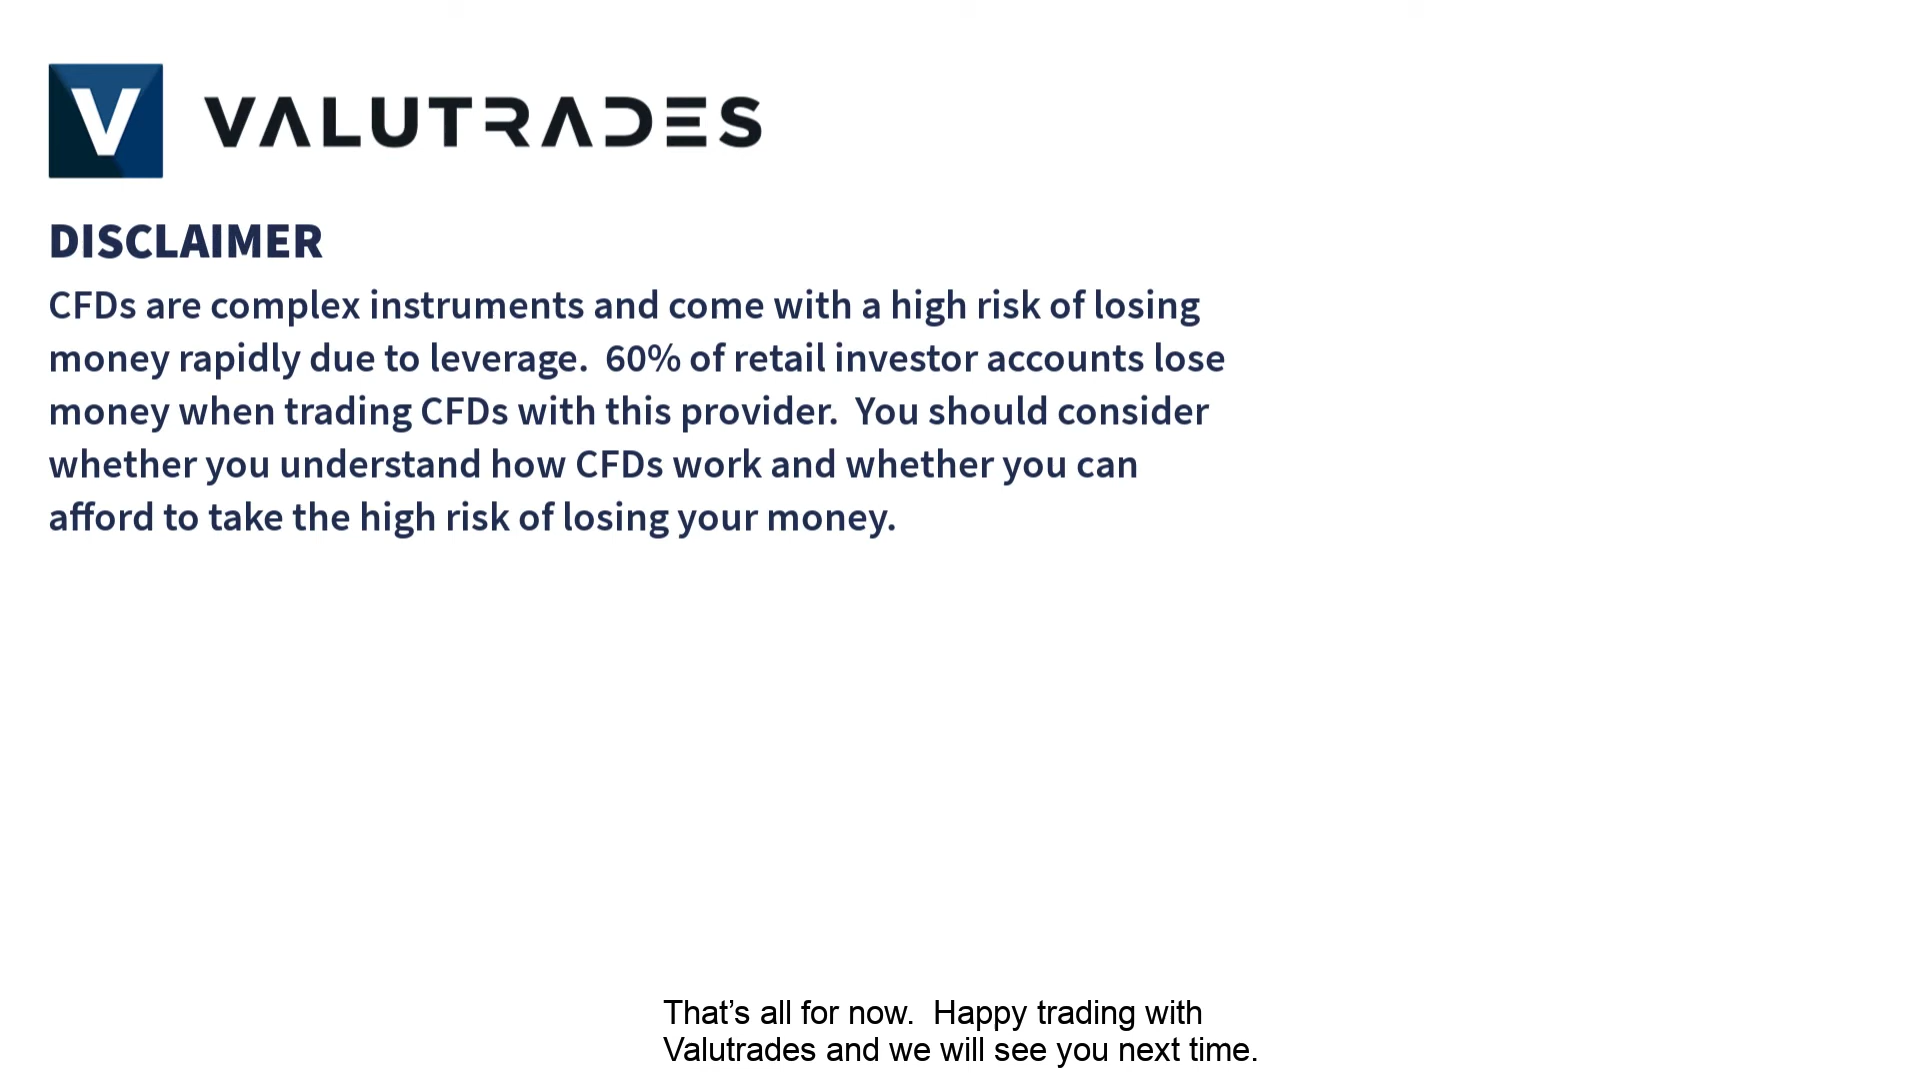 V VALUTRADES
DISCLAIMER
CFDs are complex instruments and come with a high risk of losing
money rapidly due to leverage.  60% of retail investor accounts lose
money when trading CFDs with this provider.  You should consider
whether you understand how CFDs work and whether you can
afford to take the high risk of losing your money.
That’s all for now.  Happy trading with
Valutrades and we will see you next time.